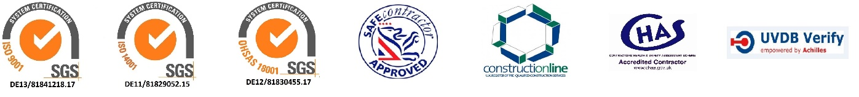 SYSTEM CERTIFICATION
ISO 9001
SGS
DE13/81841218.17
SYSTEM CERTIFICATION
ISO 14001
SGS
DE11/81829052.15
SYSTEM CERTIFICATION
OHSAS 18001
SGS
DE12/81830455.17
SAFEcontractor
APPROVED
constructionline
CHAS
Accredited Contractor
www.chas.gov.uk
UVDB Verify
empowered by Achilles